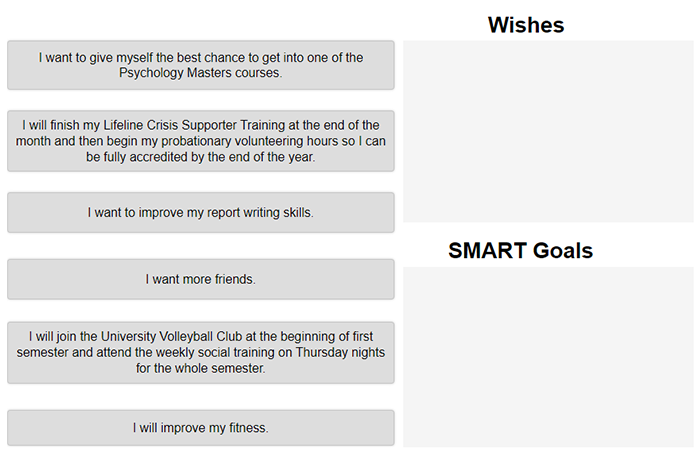 Wishes
I want to give myself the best chance to get into one of the
Psychology Masters courses.
I will finish my Lifeline Crisis Supporter Training at the end of the
month and then begin my probationary volunteering hours so I can
be fully accredited by the end of the year.
I want to improve my report writing skills.
SMART Goals
I want more friends.
I will join the University Volleyball Club at the beginning of first
semester and attend the weekly social training on Thursday nights
for the whole semester.
I will improve my fitness.